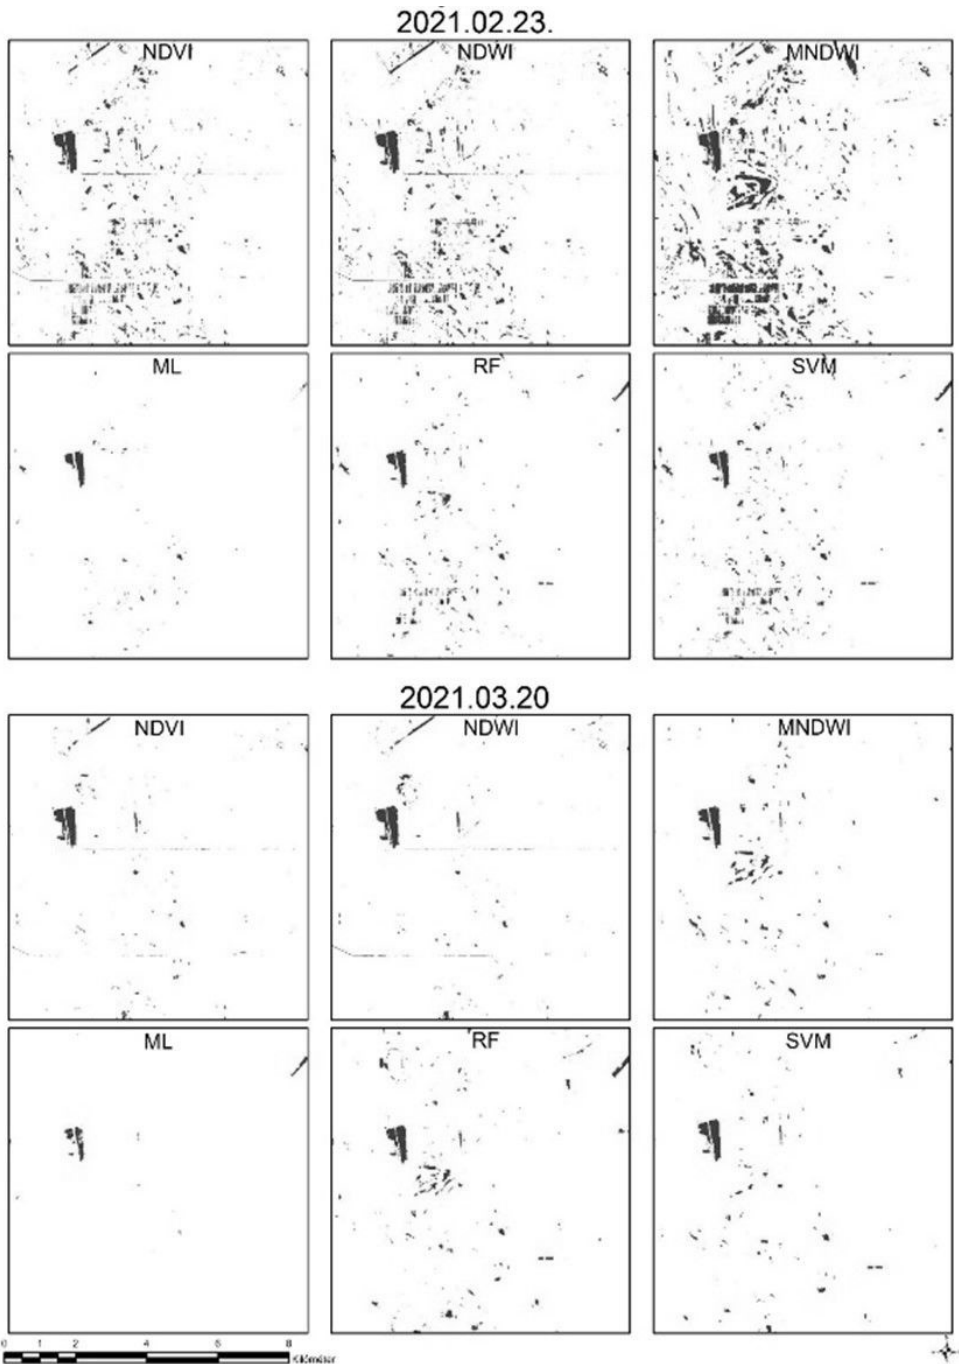 2021.02.23.
NDVI NDWI MNDWI
ML RF SVM
2021.03.20
NDVI NDWI MNDWI
ML RF SVM
0 1 2 4 6 8
Kilométer